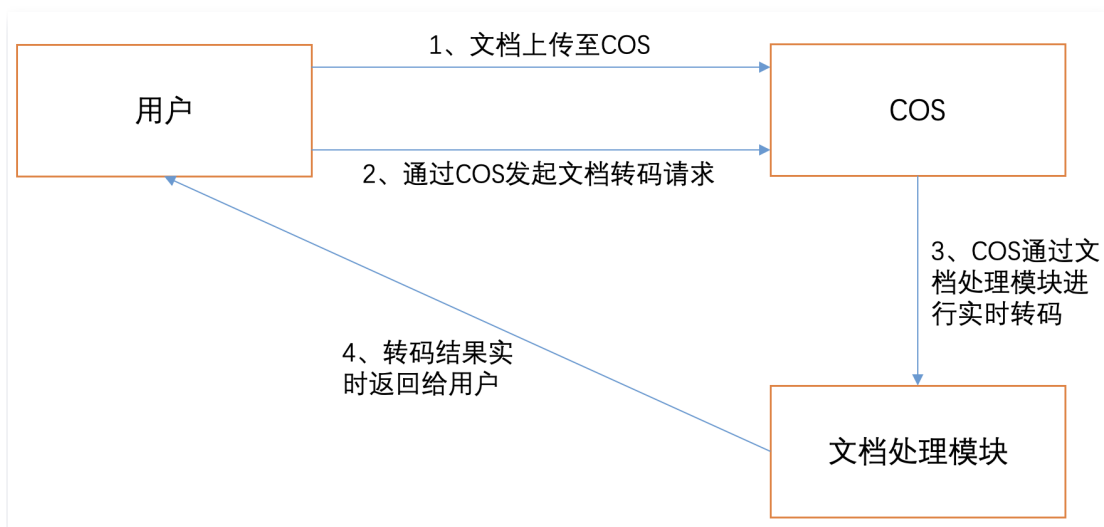 1、文档上传至COS
用户
COS
2、通过COS发起文档转码请求
3、COS通过文
档处理模块进
行实时转码
4、转码结果实
时返回给用户
文档处理模块